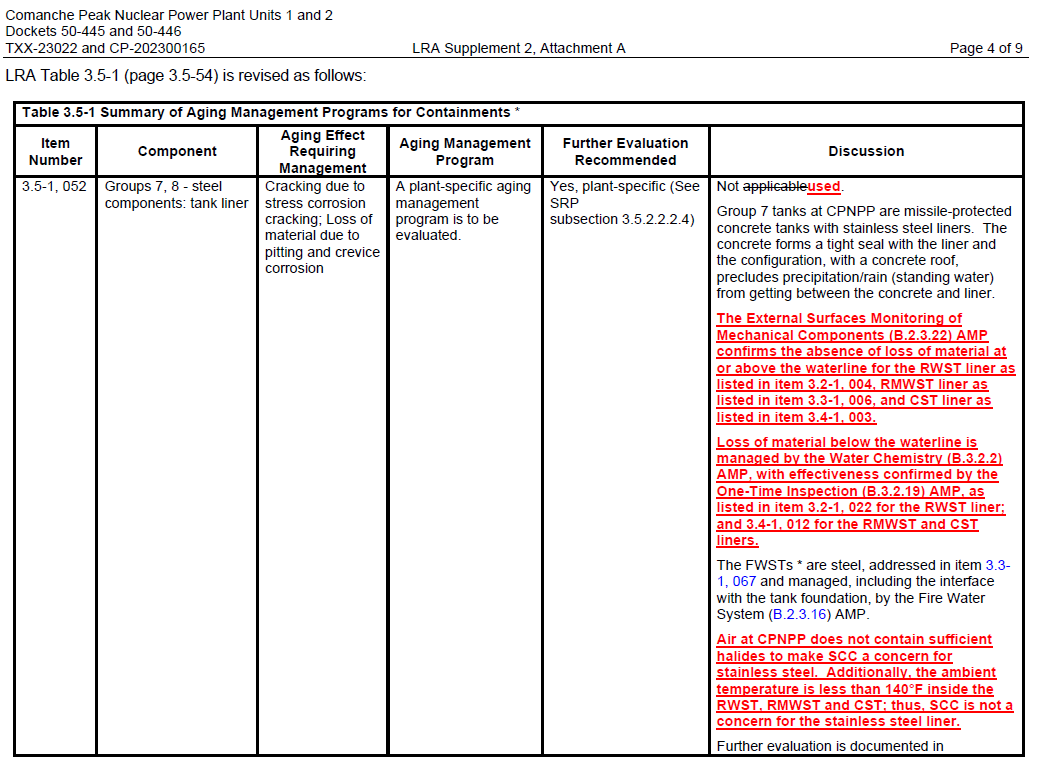 Comanche Peak Nuclear Power Plant Units 1 and 2
Dockets 50-445 and 50-446
TXX-23022 and CP-202300165 LRA Supplement 2, Attachment A Page 4 of 9
LRA Table 3.5-1 (page 3.5-54) is revised as follows:
Table 3.5-1 Summary of Aging Management Programs for Containments *
Item
Number
Component
Aging Effect
Requiring
Management
Aging Management
Program
Further Evaluation
Recommended
Discussion
3.5-1, 052
Groups 7, 8 - steel
components: tank liner
Cracking due to
stress corrosion
cracking; Loss of
material due to
pitting and crevice
corrosion
A plant-specific aging
management
program is to be
evaluated.
Yes, plant-specific (See
SRP
subsection 3.5.2.2.2.4)
Not applicableused.
Group 7 tanks at CPNPP are missile-protected
concrete tanks with stainless steel liners. The
concrete forms a tight seal with the liner and
the configuration, with a concrete roof,
precludes precipitation/rain (standing water)
from getting between the concrete and liner.
The External Surfaces Monitoring of
Mechanical Components (B.2.3.22) AMP
confirms the absence of loss of material at
or above the waterline for the RWST liner as
listed in item 3.2-1, 004, RMWST liner as
listed in item 3.3-1, 006, and CST liner as
listed in item 3.4-1, 003.
Loss of material below the waterline is
managed by the Water Chemistry (B.3.2.2)
AMP, with effectiveness confirmed by the
One-Time Inspection (B.3.2.19) AMP, as
listed in item 3.2-1, 022 for the RWST liner;
and 3.4-1, 012 for the RMWST and CST
liners.
The FWSTs * are steel, addressed in item 3.3-
1, 067 and managed, including the interface
with the tank foundation, by the Fire Water
System (B.2.3.16) AMP.
Air at CPNPP does not contain sufficient
halides to make SCC a concern for
stainless steel. Additionally, the ambient
temperature is less than 140°F inside the
RWST, RMWST and CST; thus, SCC is not a
concern for the stainless steel liner.
Further evaluation is documented in